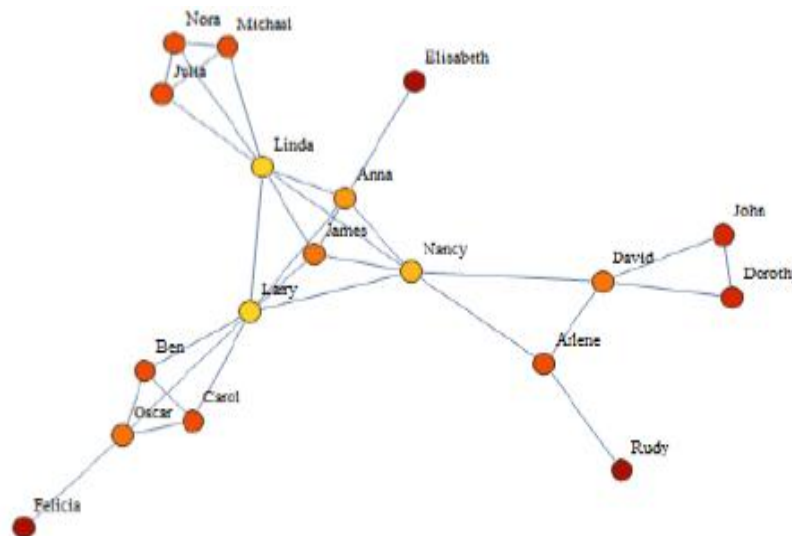 Nora
Michael
Julia
Elisabeth
Linda
Anna
James
Nancy
John
David
Doroth
Larry
Ben
Arlene
Oscar
Carol
Rudy
Felicia